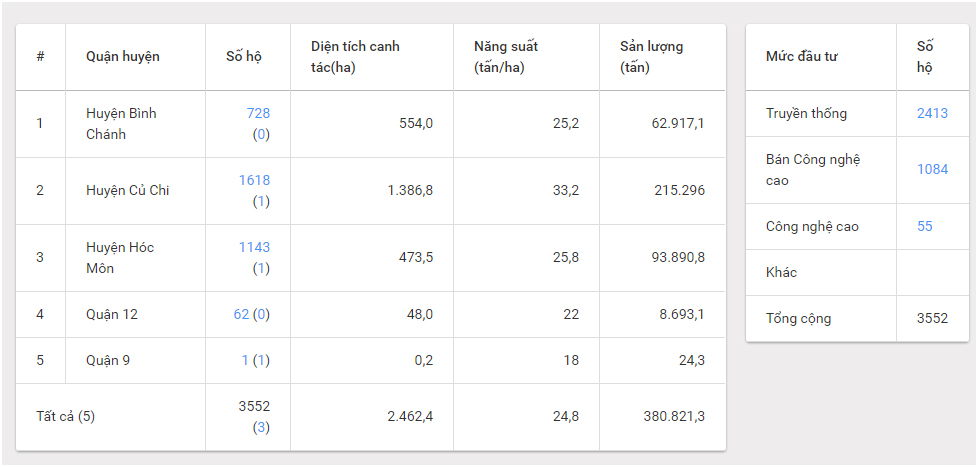 # Quận huyện Số hộ Diện tích canh tác(ha) Năng suất (tấn/ha) Sản lượng (tấn)
1 Huyện Bình Chánh 728 (0) 554,0 25,2 62.917,1
2 Huyện Củ Chi 1618 (1) 1.386,8 33,2 215.296
3 Huyện Hóc Môn 1143 (1) 473,5 25,8 93.890,8
4 Quận 12 62 (0) 48,0 22 8.693,1
5 Quận 9 1 (1) 0,2 18 24,3
Tất cả (5) 3552 (3) 2.462,4 24,8 380.821,3
Mức đầu tư Số hộ
Truyền thống 2413
Bán Công nghệ cao 1084
Công nghệ cao 55
Khác
Tổng cộng 3552